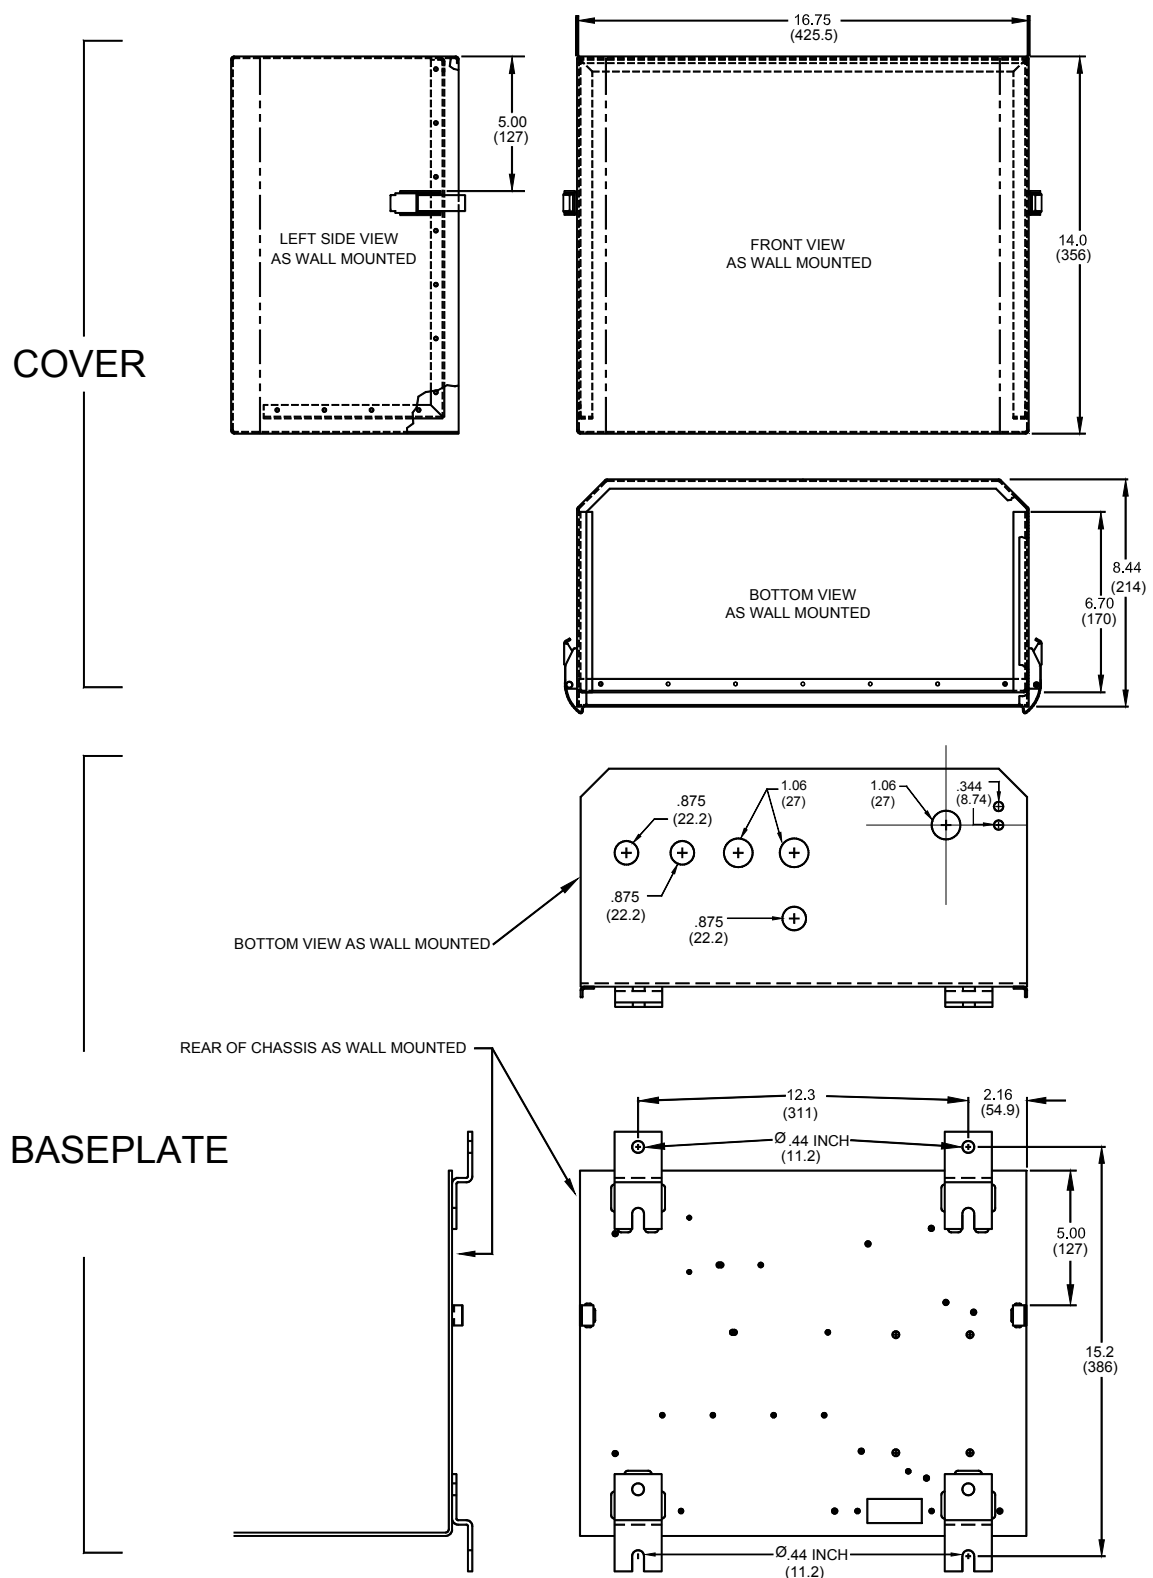 16.75
(425.5)
5.00
(127)
LEFT SIDE VIEW
AS WALL MOUNTED
FRONT VIEW
AS WALL MOUNTED
14.0
(356)
COVER
BOTTOM VIEW
AS WALL MOUNTED
8.44
(214)
6.70
(170)
.875
(22.2)
1.06
(27)
1.06
(27)
.344
(8.74)
.875
(22.2)
.875
(22.2)
BOTTOM VIEW AS WALL MOUNTED
REAR OF CHASSIS AS WALL MOUNTED
12.3
(311)
2.16
(54.9)
BASEPLATE
Ø.44 INCH
(11.2)
5.00
(127)
15.2
(386)
Ø.44 INCH
(11.2)